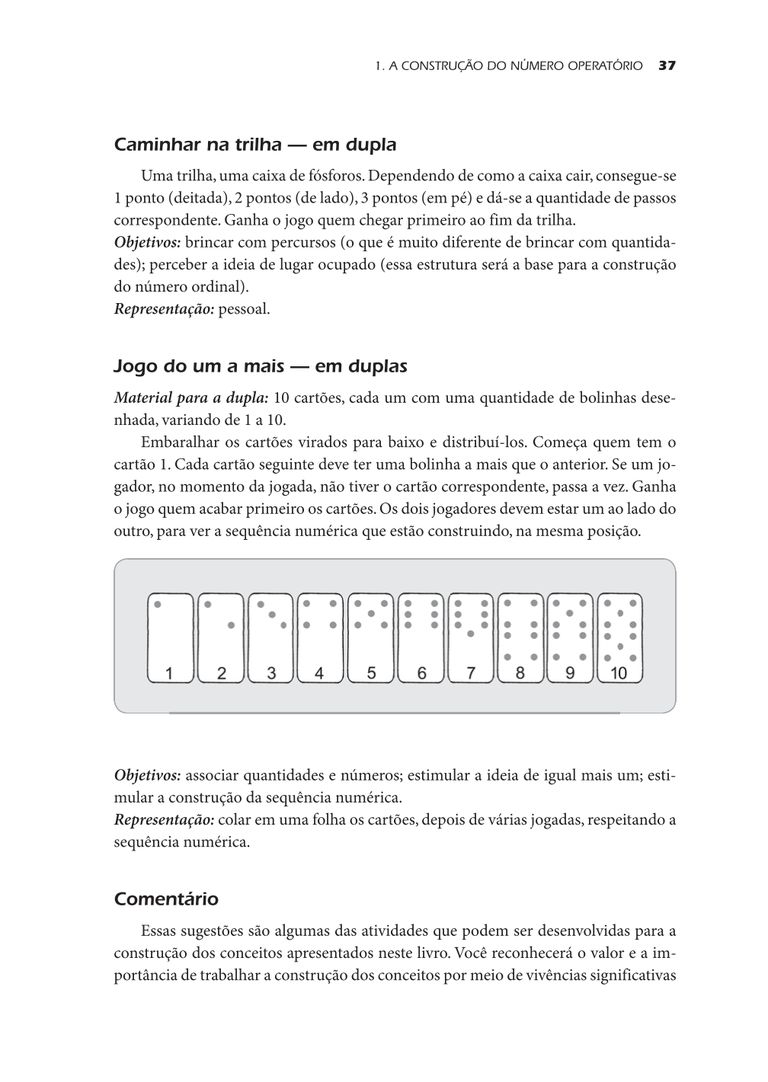 1. A CONSTRUÇÃO DO NÚMERO OPERATÓRIO 37
Caminhar na trilha — em dupla
Uma trilha, uma caixa de fósforos. Dependendo de como a caixa cair, consegue-se
1 ponto (deitada), 2 pontos (de lado), 3 pontos (em pé) e dá-se a quantidade de passos
correspondente. Ganha o jogo quem chegar primeiro ao fim da trilha.
Objetivos: brincar com percursos (o que é muito diferente de brincar com quantida-
des); perceber a ideia de lugar ocupado (essa estrutura será a base para a construção
do número ordinal).
Representação: pessoal.
Jogo do um a mais — em duplas
Material para a dupla: 10 cartões, cada um com uma quantidade de bolinhas dese-
nhada, variando de 1 a 10.
Embaralhar os cartões virados para baixo e distribuí-los. Começa quem tem o
cartão 1. Cada cartão seguinte deve ter uma bolinha a mais que o anterior. Se um jo-
gador, no momento da jogada, não tiver o cartão correspondente, passa a vez. Ganha
o jogo quem acabar primeiro os cartões. Os dois jogadores devem estar um ao lado do
outro, para ver a sequência numérica que estão construindo, na mesma posição.
1 2 3 4 5 6 7 8 9 10
Objetivos: associar quantidades e números; estimular a ideia de igual mais um; esti-
mular a construção da sequência numérica.
Representação: colar em uma folha os cartões, depois de várias jogadas, respeitando a
sequência numérica.
Comentário
Essas sugestões são algumas das atividades que podem ser desenvolvidas para a
construção dos conceitos apresentados neste livro. Você reconhecerá o valor e a im-
portância de trabalhar a construção dos conceitos por meio de vivências significativas